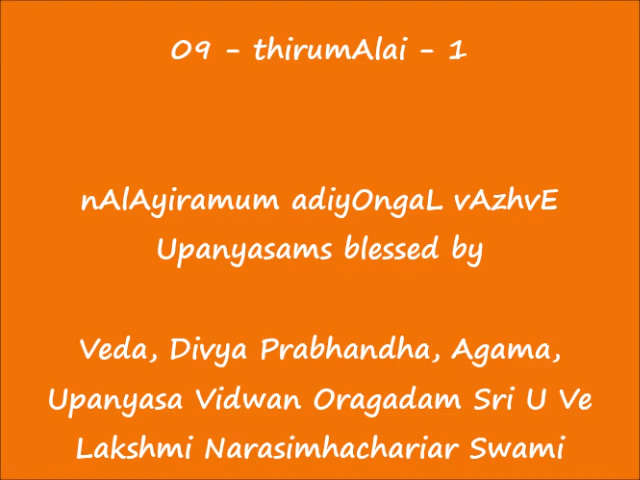 09 - thirumAlai - 1
nAlAyiramum adiyOngaL vAzhvE
Upanyasams blessed by
Veda, Divya Prabhandha, Agama,
Upanyasa Vidwan Oragadam Sri U Ve
Lakshmi Narasimhachariar Swami